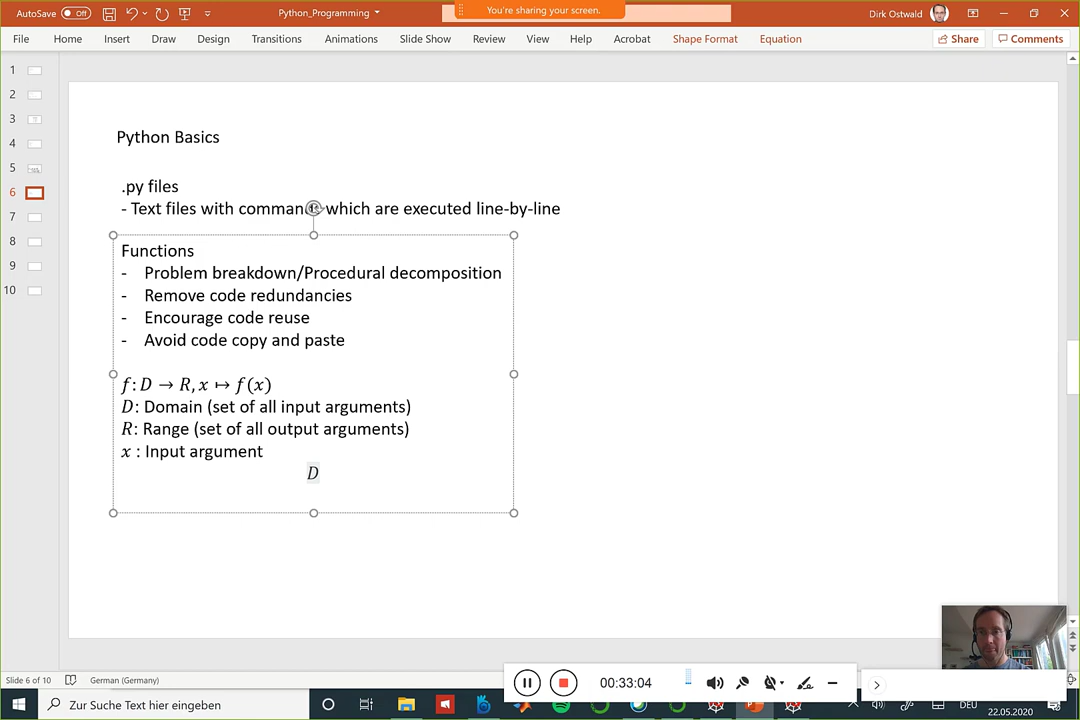 AutoSave Off Python_Programming You're sharing your screen. Dirk Ostwald
File Home Insert Draw Design Transitions Animations Slide Show Review View Help Acrobat Shape Format Equation Share Comments
1
2
3
4
5
6
7
8
9
10
Python Basics
.py files
- Text files with commands which are executed line-by-line
Functions
- Problem breakdown/Procedural decomposition
- Remove code redundancies
- Encourage code reuse
- Avoid code copy and paste
f: D → R, x ↦ f(x)
D: Domain (set of all input arguments)
R: Range (set of all output arguments)
x : Input argument
D
Slide 6 of 10 German (Germany)
00:33:04
Zur Suche Text hier eingeben
DEU
22.05.2020